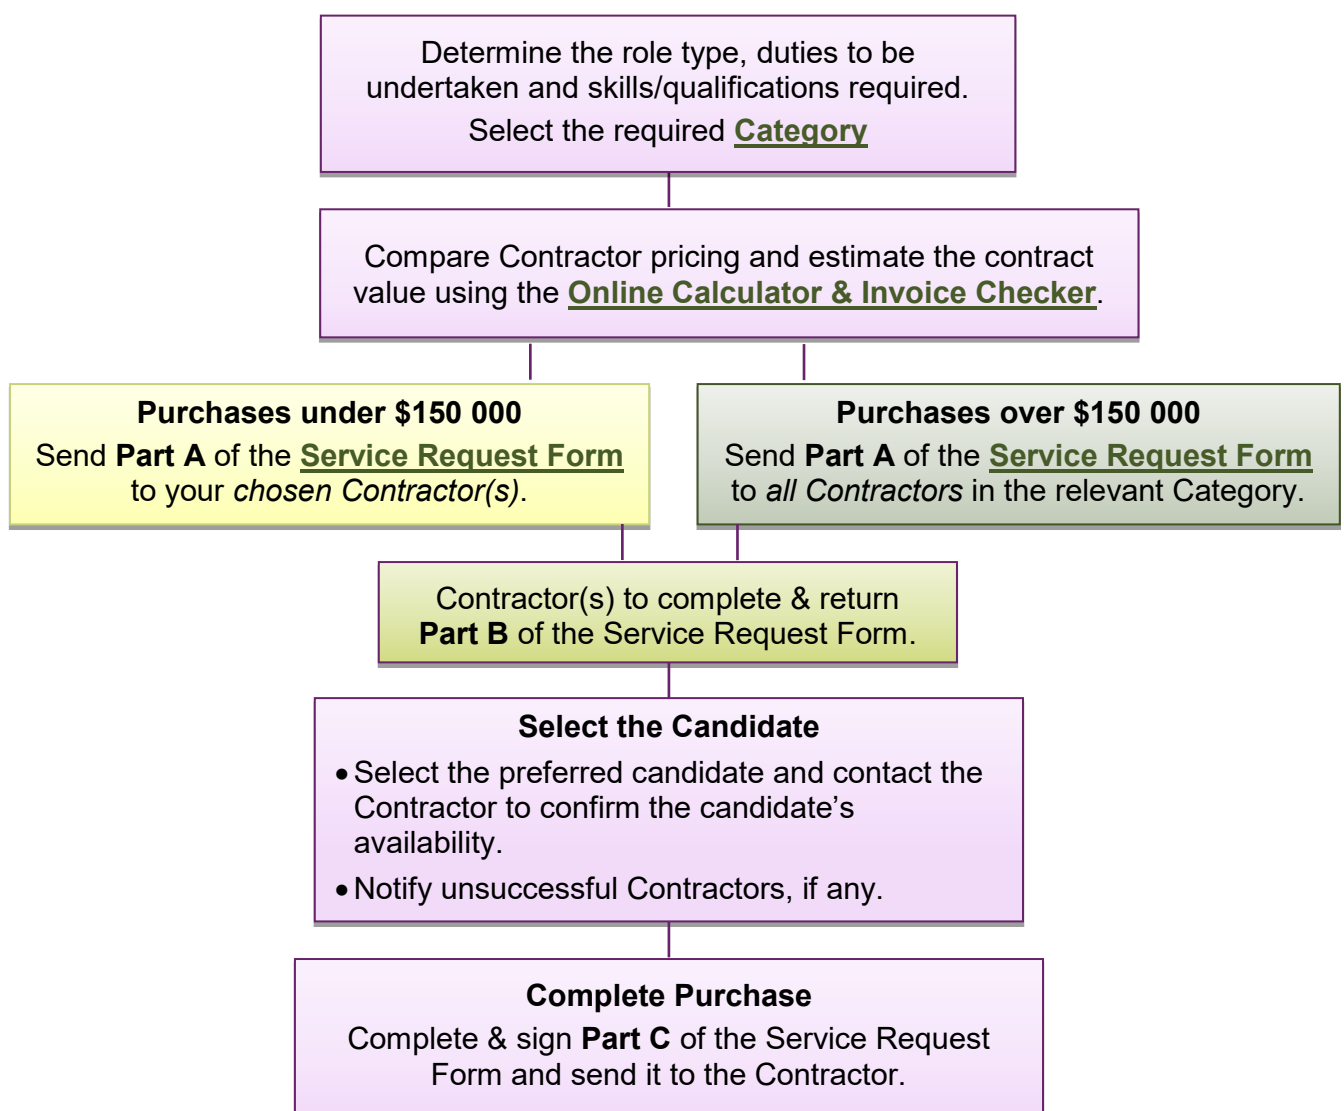 Determine the role type, duties to be
undertaken and skills/qualifications required.
Select the required Category
Compare Contractor pricing and estimate the contract
value using the Online Calculator & Invoice Checker.
Purchases under $150 000
Send Part A of the Service Request Form
to your chosen Contractor(s).
Purchases over $150 000
Send Part A of the Service Request Form
to all Contractors in the relevant Category.
Contractor(s) to complete & return
Part B of the Service Request Form.
Select the Candidate
• Select the preferred candidate and contact the
Contractor to confirm the candidate’s
availability.
• Notify unsuccessful Contractors, if any.
Complete Purchase
Complete & sign Part C of the Service Request
Form and send it to the Contractor.